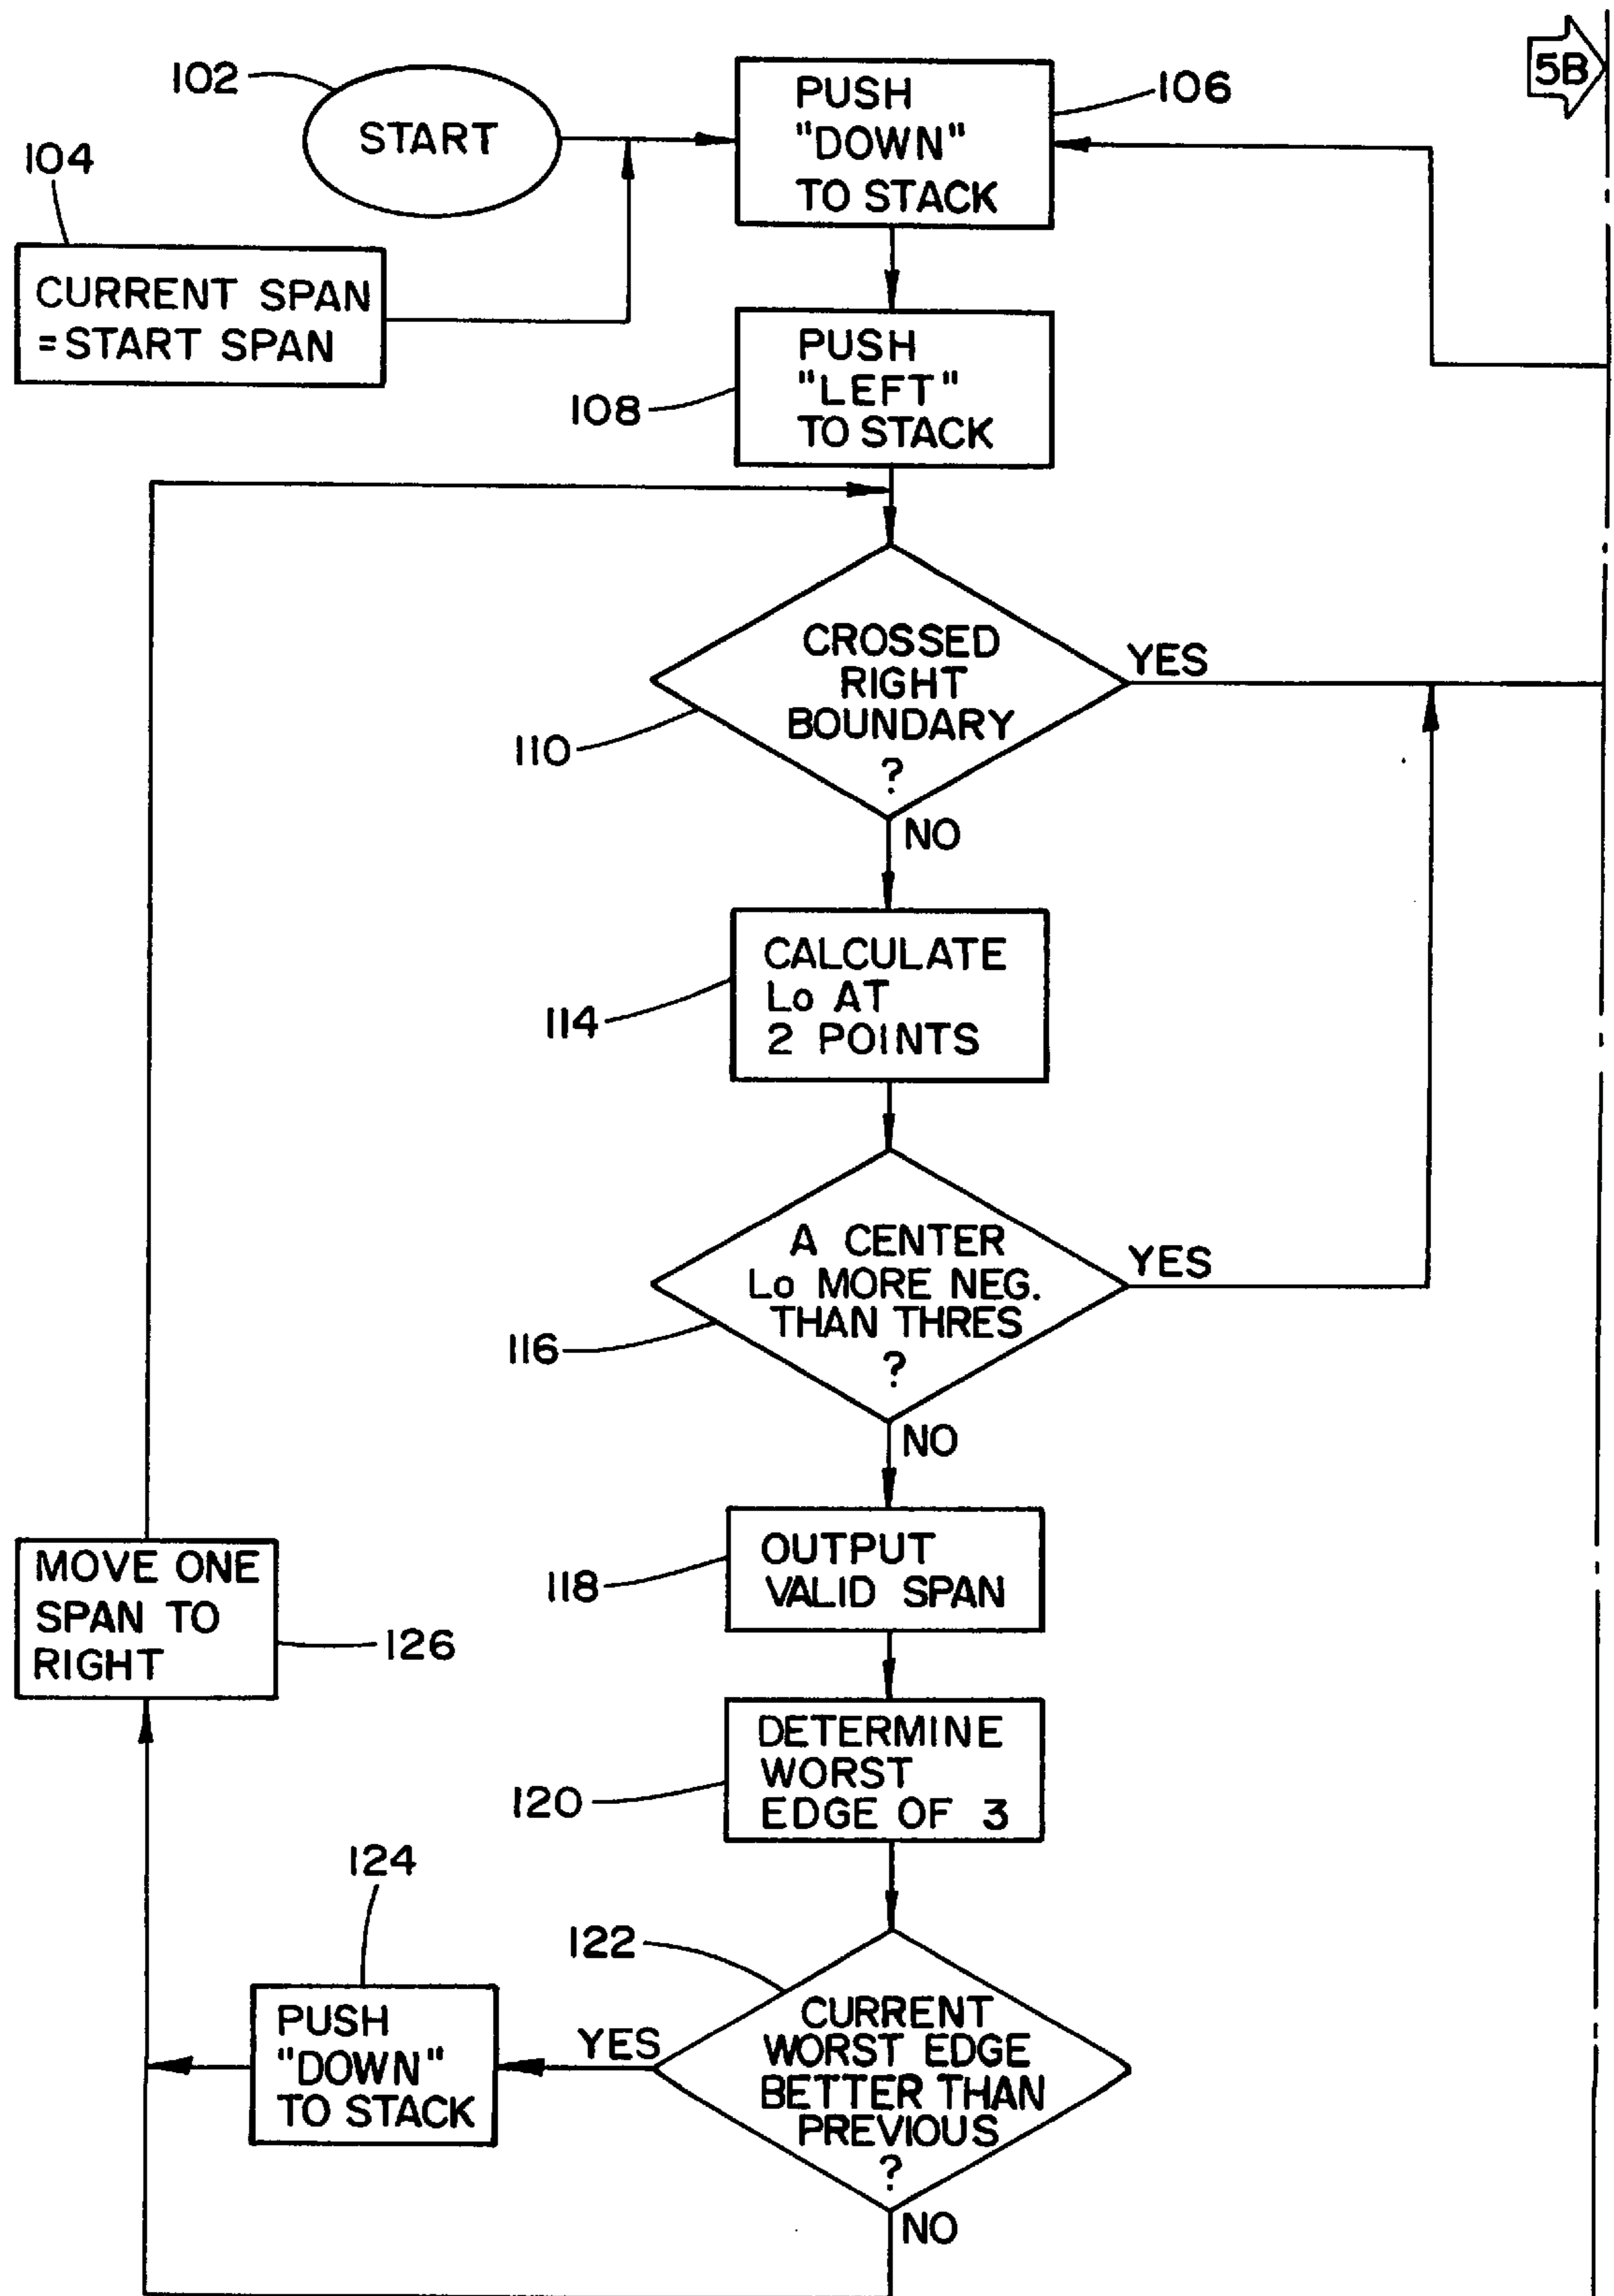 102
START
PUSH
"DOWN"
TO STACK
106
5B
104
CURRENT SPAN
=START SPAN
PUSH
"LEFT"
TO STACK
108
CROSSED
RIGHT
BOUNDARY
?
YES
110
NO
CALCULATE
Lo AT
2 POINTS
114
A CENTER
Lo MORE NEG.
THAN THRES
?
YES
116
NO
OUTPUT
VALID SPAN
118
MOVE ONE
SPAN TO
RIGHT
126
DETERMINE
WORST
EDGE OF 3
120
124
122
PUSH
"DOWN"
TO STACK
YES
CURRENT
WORST EDGE
BETTER THAN
PREVIOUS
?
NO